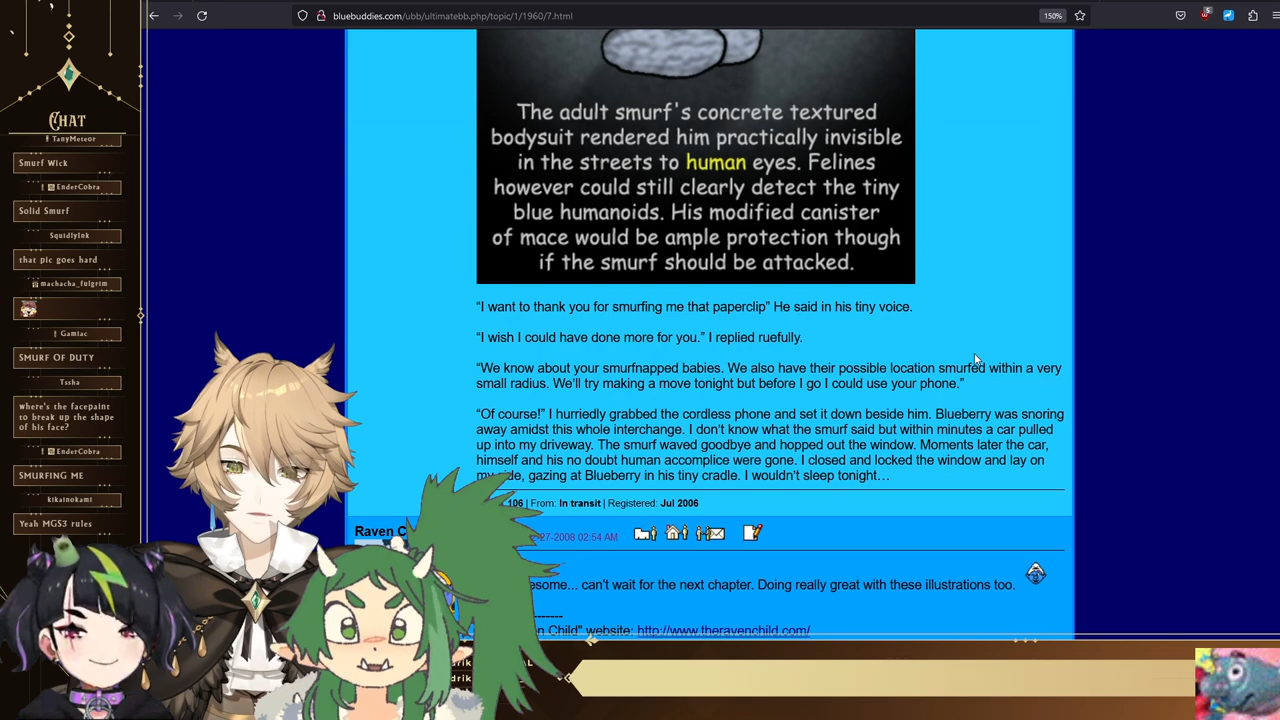 bluebuddies.com/ubb/ultimatebb.php/topic/1/1960/7.html
150%
5
CHAT
TanyMeteor
Smurf Wick
EnderCobra
Solid Smurf
SquidlyInk
that pic goes hard
machacha_fulgrim
Gamiac
SMURF OF DUTY
Tssha
where's the facepaint
to break up the shape
of his face?
EnderCobra
SMURFING ME
kikainokami
Yeah MGS3 rules
The adult smurf's concrete textured
bodysuit rendered him practically invisible
in the streets to human eyes. Felines
however could still clearly detect the tiny
blue humanoids. His modified canister
of mace would be ample protection though
if the smurf should be attacked.
“I want to thank you for smurfing me that paperclip” He said in his tiny voice.
“I wish I could have done more for you.” I replied ruefully.
“We know about your smurfnapped babies. We also have their possible location smurfed within a very
small radius. We’ll try making a move tonight but before I go I could use your phone.”
“Of course!” I hurriedly grabbed the cordless phone and set it down beside him. Blueberry was snoring
away amidst this whole interchange. I don’t know what the smurf said but within minutes a car pulled
up into my driveway. The smurf waved goodbye and hopped out the window. Moments later the car,
himself and his no doubt human accomplice were gone. I closed and locked the window and lay on
gazing at Blueberry in his tiny cradle. I wouldn’t sleep tonight…
106 | From: In transit | Registered: Jul 2006
Raven C
-27-2008 02:54 AM
esome... can't wait for the next chapter. Doing really great with these illustrations too.
--------
n Child" website: http://www.theravenchild.com/